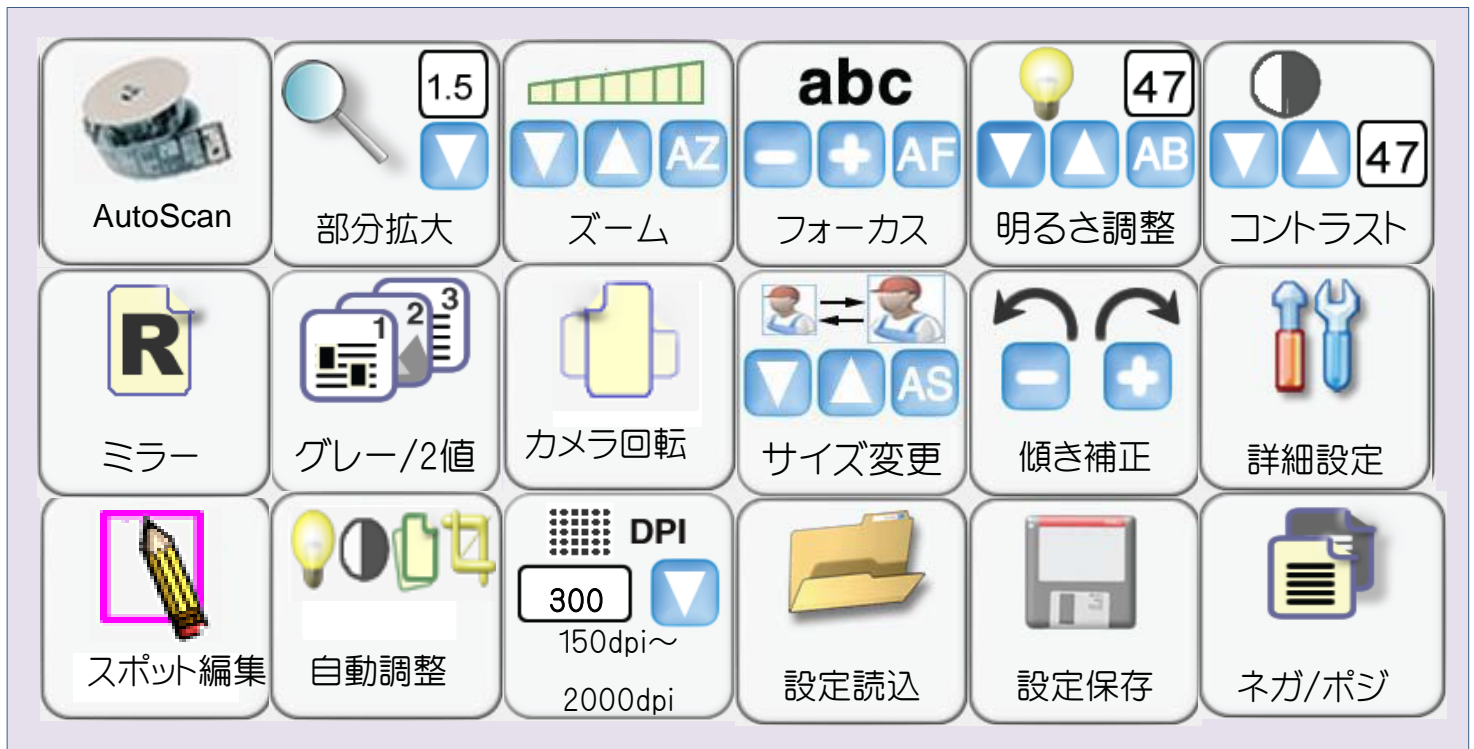 AutoScan
1.5
部分拡大
AZ
ズーム
abc
AF
フォーカス
47
AB
明るさ調整
47
コントラスト
R
ミラー
1 2 3
グレー/2値
カメラ回転
AS
サイズ変更
傾き補正
詳細設定
スポット編集
自動調整
DPI
300
150dpi～
2000dpi
設定読込
設定保存
ネガ/ポジ